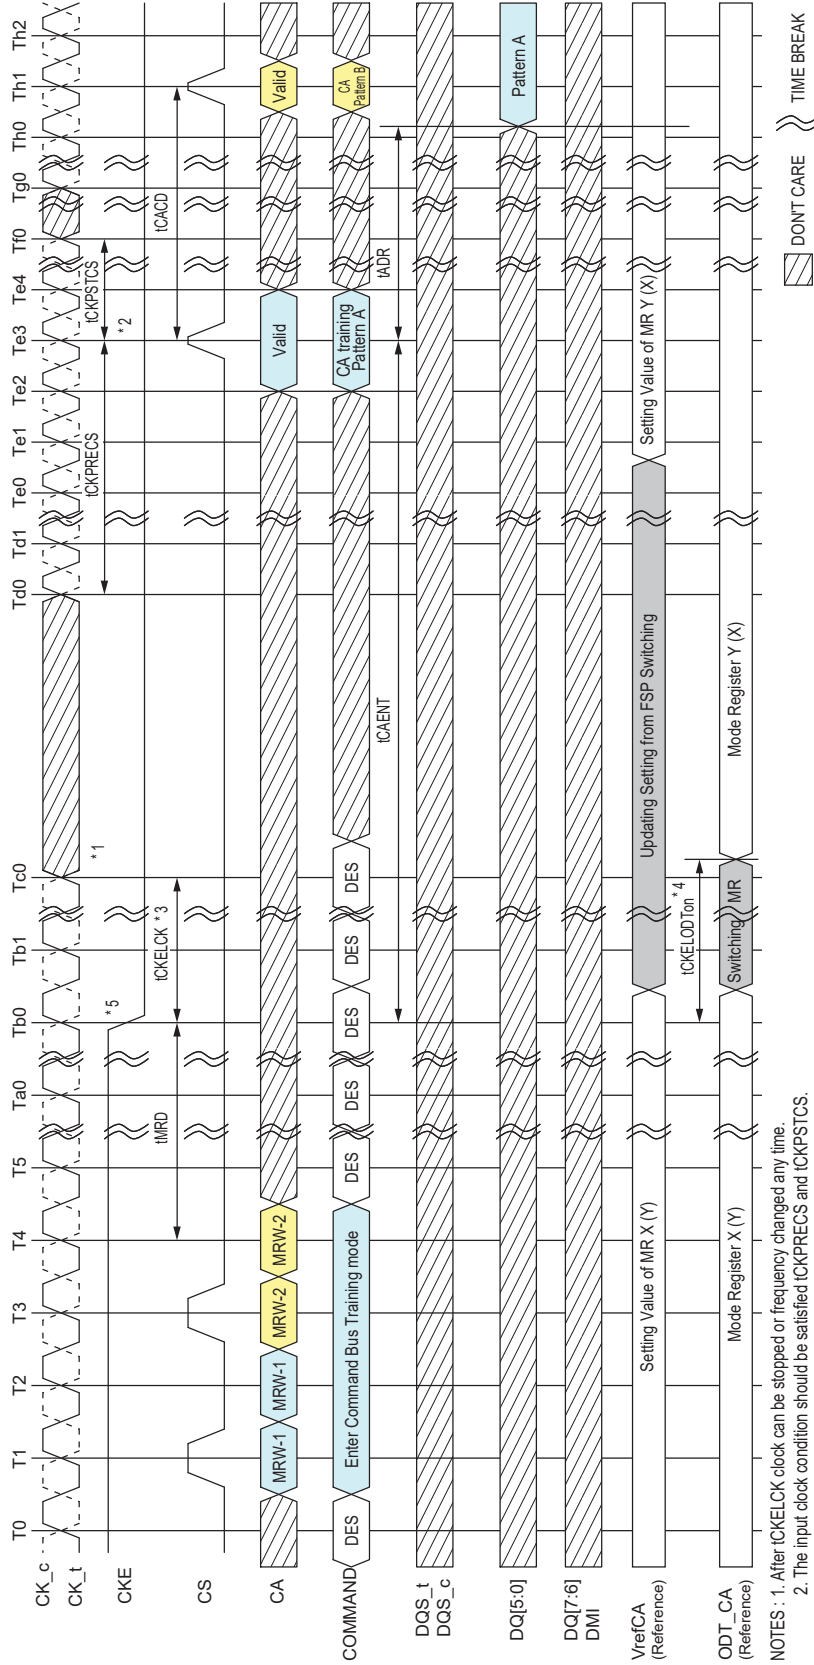 T0 T1 T2 T3 T4 T5 Ta0 Tb0 Tb1 Tc0 Td0 Td1 Te0 Te1 Te2 Te3 Te4 Tf0 Tg0 Th0 Th1 Th2
CK_c
CK_t
*1
tCKPRECS tCKPSTCS
*2
CKE
*5
tMRD tCKELCK *3 tCACD
CS
CA
MRW-1 MRW-1 MRW-2 MRW-2 Valid Valid
COMMAND
DES Enter Command Bus Training mode DES DES DES DES DES
CA training
Pattern A
CA
Pattern B
tCAENT tADR
DQS_t
DQS_c
DQ[5:0]
Pattern A
DQ[7:6]
DMI
VrefCA
(Reference)
Setting Value of MR X (Y) Updating Setting from FSP Switching Setting Value of MR Y (X)
tCKELODTon *4
ODT_CA
(Reference)
Mode Register X (Y) Switching MR Mode Register Y (X)
NOTES : 1. After tCKELCK clock can be stopped or frequency changed any time.
2. The input clock condition should be satisfied tCKPRECS and tCKPSTCS.
DON'T CARE
TIME BREAK